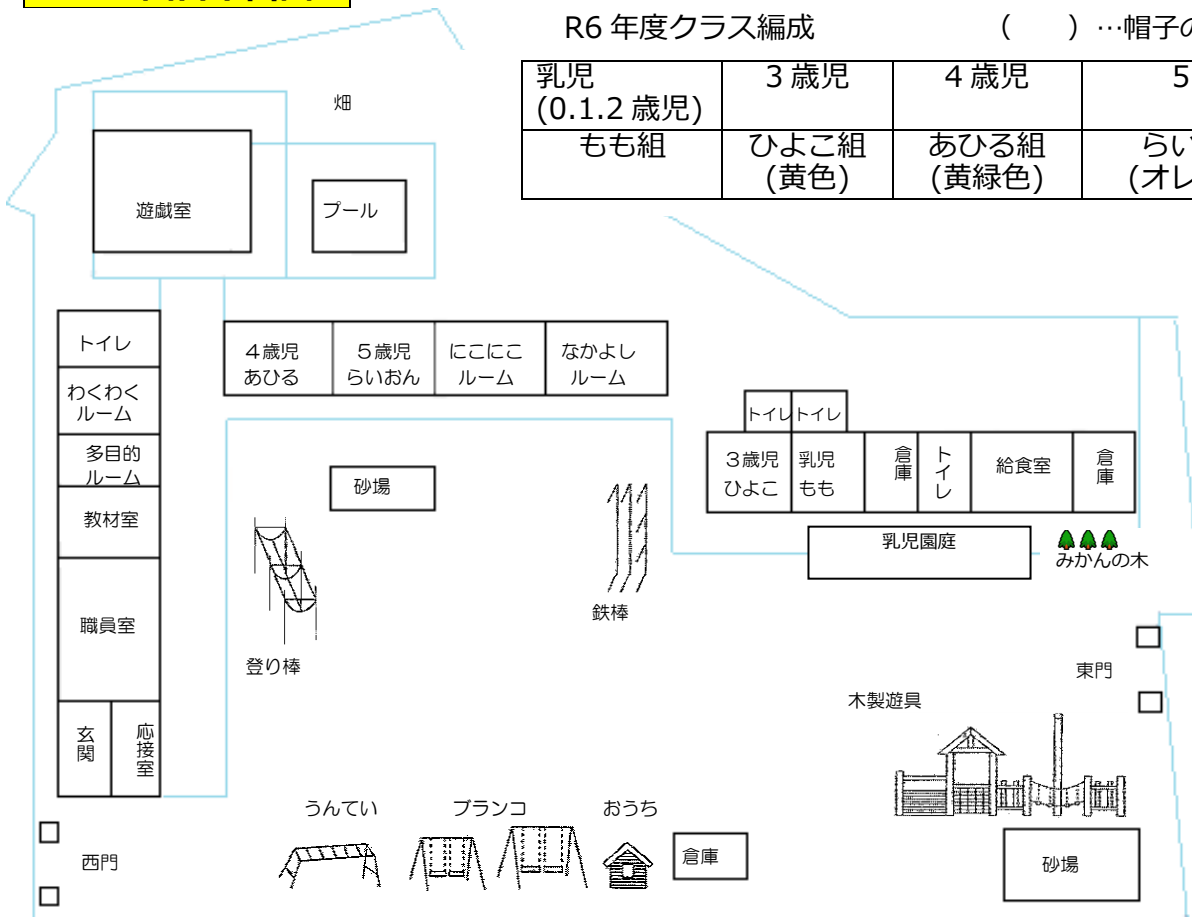 R6 年度クラス編成 （　　）…帽子の
乳児
(0.1.2 歳児)
３歳児
４歳児
5
もも組
ひよこ組
(黄色)
あひる組
(黄緑色)
らい
(オレ
畑
遊戯室
プール
トイレ
わくわく
ルーム
多目的
ルーム
教材室
職員室
玄関
応接室
４歳児
あひる
５歳児
らいおん
にこにこ
ルーム
なかよし
ルーム
トイレ
トイレ
３歳児
ひよこ
乳児
もも
倉庫
トイレ
給食室
倉庫
乳児園庭
みかんの木
砂場
登り棒
鉄棒
東門
木製遊具
うんてい
ブランコ
おうち
倉庫
砂場
西門